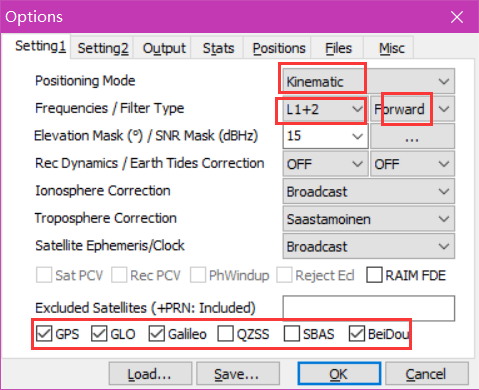 Options
Setting1 Setting2 Output Stats Positions Files Misc
Positioning Mode Kinematic
Frequencies / Filter Type L1+2 Forward
Elevation Mask (°) / SNR Mask (dBHz) 15 ...
Rec Dynamics / Earth Tides Correction OFF OFF
Ionosphere Correction Broadcast
Troposphere Correction Saastamoinen
Satellite Ephemeris/Clock Broadcast
Sat PCV Rec PCV PhWindup Reject Ecl RAIM FDE
Excluded Satellites (+PRN: Included)
GPS GLO Galileo QZSS SBAS BeiDou
Load... Save... OK Cancel